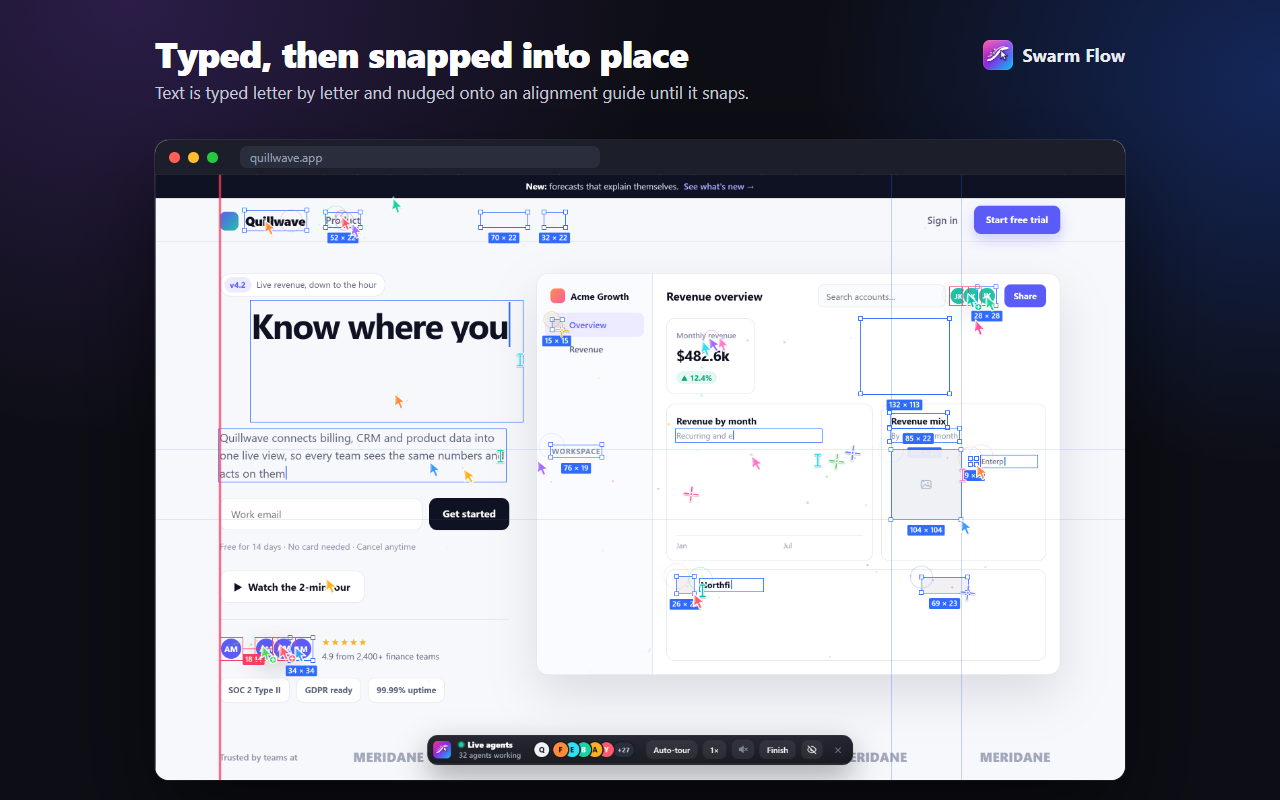 Typed, then snapped into place
Swarm Flow
Text is typed letter by letter and nudged onto an alignment guide until it snaps.
quillwave.app
New: forecasts that explain themselves. See what's new →
Quillwave
Product
Sign in
Start free trial
52 × 22
70 × 22
32 × 22
v4.2 Live revenue, down to the hour
Know where you
Quillwave connects billing, CRM and product data into
one live view, so every team sees the same numbers and
acts on them
Work email
Get started
Free for 14 days · No card needed · Cancel anytime
▶ Watch the 2-min tour
AM
AM
★★★★★
4.9 from 2,400+ finance teams
34 × 34
SOC 2 Type II
GDPR ready
99.99% uptime
Trusted by teams at
MERIDANE
Acme Growth
Overview
15 × 15
Revenue
WORKSPACE
76 × 19
Revenue overview
Search accounts...
JK
JK
Share
28 × 28
Monthly revenue
$482.6k
▲ 12.4%
132 × 113
Revenue by month
Recurring and e
Jan
Jul
Revenue mix
By
month
85 × 22
Enterp
104 × 104
Northfi
69 × 23
Live agents
32 agents working
Q
F
E
B
A
Y
+27
Auto-tour
1×
Finish
MERIDANE